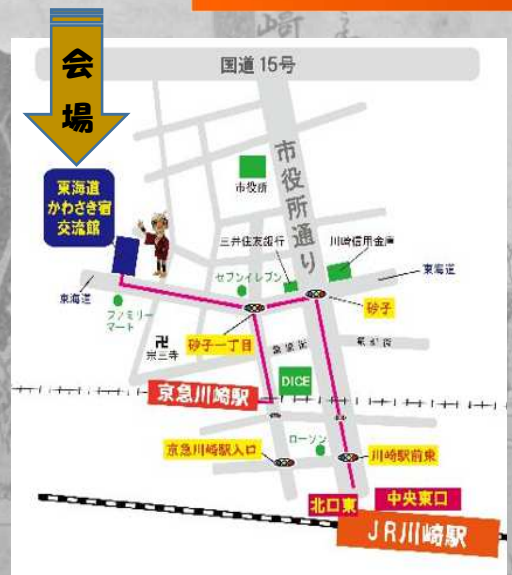 会
場
国道15号
東海道
かわさき宿
交流館
市役所
市役所通り
三井住友銀行
川崎信用金庫
セブンイレブン
東海道
東海道
ファミリー
マート
砂子
砂子一丁目
卍
宗三寺
DICE
京急川崎駅
京急川崎駅入口
ローソン
川崎駅前東
北口東
中央東口
JR川崎駅